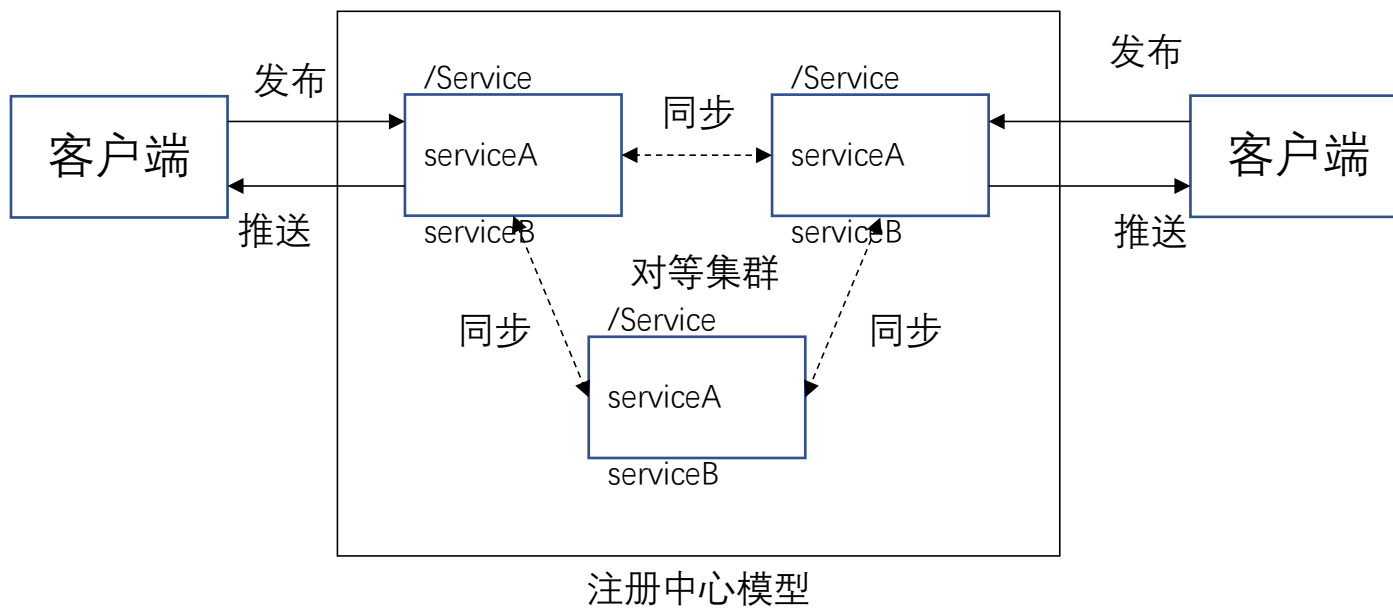 发布
发布
/Service
/Service
客户端
同步
客户端
serviceA
serviceA
推送
serviceB
serviceB
推送
对等集群
/Service
同步
同步
serviceA
serviceB
注册中心模型